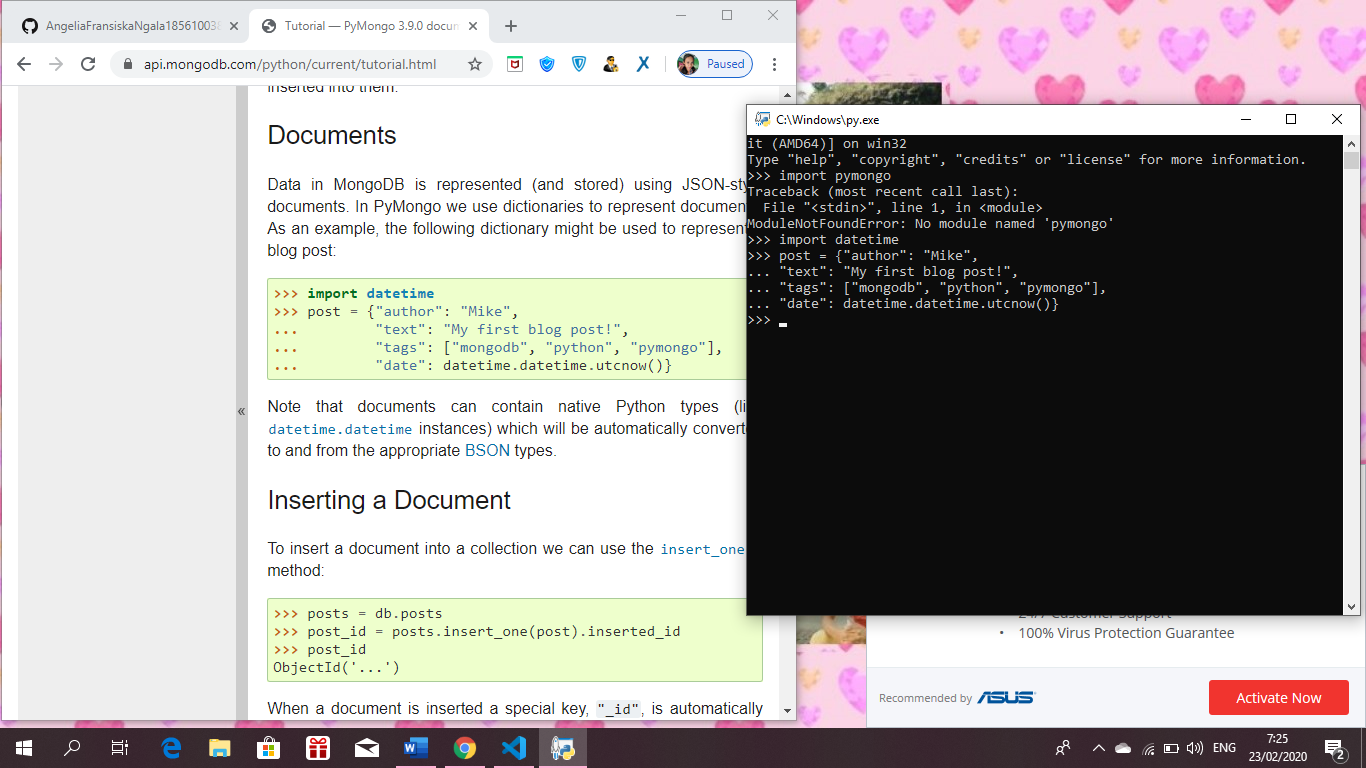 AngeliaFransiskaNgala18561003
Tutorial — PyMongo 3.9.0 docum
api.mongodb.com/python/current/tutorial.html
Paused
inserted into them.
Documents
Data in MongoDB is represented (and stored) using JSON-sty
documents. In PyMongo we use dictionaries to represent document
As an example, the following dictionary might be used to represent
blog post:
>>> import datetime
>>> post = {"author": "Mike",
... "text": "My first blog post!",
... "tags": ["mongodb", "python", "pymongo"],
... "date": datetime.datetime.utcnow()}
«
Note that documents can contain native Python types (li
datetime.datetime instances) which will be automatically converte
to and from the appropriate BSON types.
Inserting a Document
To insert a document into a collection we can use the insert_one
method:
>>> posts = db.posts
>>> post_id = posts.insert_one(post).inserted_id
>>> post_id
ObjectId('...')
When a document is inserted a special key, "_id", is automatically
C:\Windows\py.exe
it (AMD64)] on win32
Type "help", "copyright", "credits" or "license" for more information.
>>> import pymongo
Traceback (most recent call last):
File "<stdin>", line 1, in <module>
ModuleNotFoundError: No module named 'pymongo'
>>> import datetime
>>> post = {"author": "Mike",
... "text": "My first blog post!",
... "tags": ["mongodb", "python", "pymongo"],
... "date": datetime.datetime.utcnow()}
>>>
24/7 Customer Support
• 100% Virus Protection Guarantee
Recommended by ASUS
Activate Now
ENG
7:25
23/02/2020
2